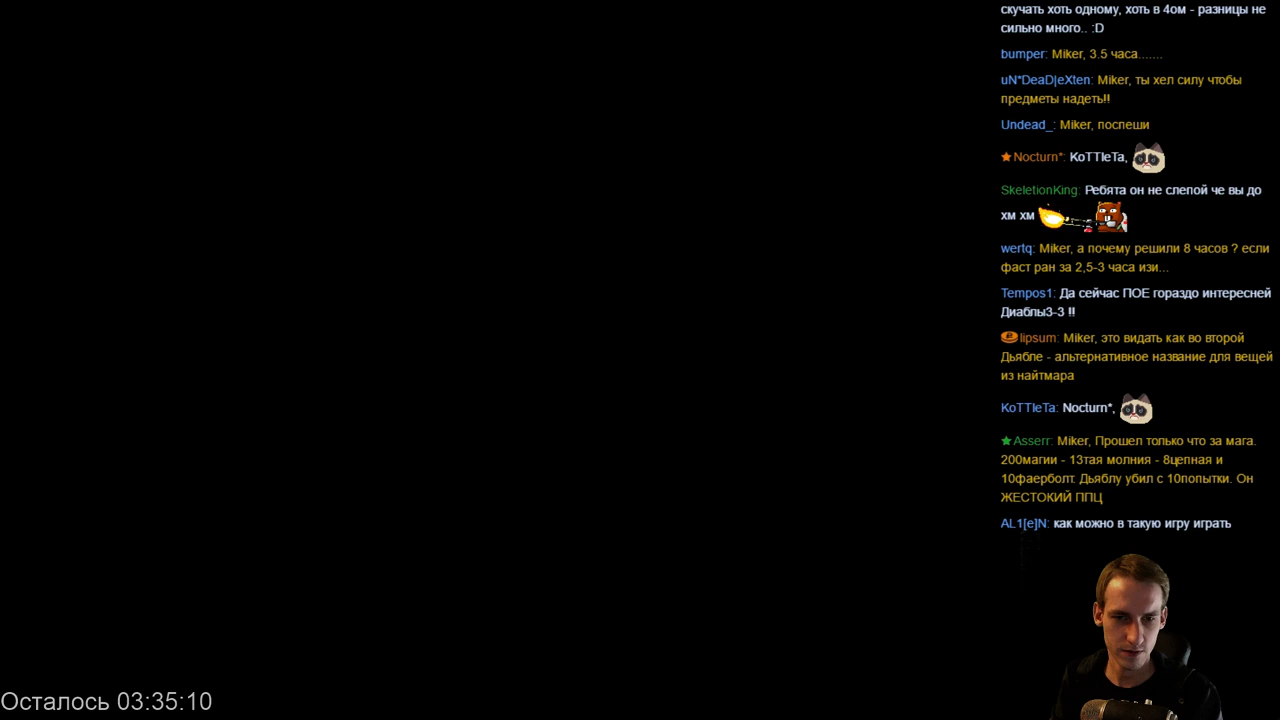 скучать хоть одному, хоть в 4ом - разницы не
сильно много.. :D
bumper: Miker, 3.5 часа.......
uN*DeaD|eXten: Miker, ты хел силу чтобы
предметы надеть!!
Undead_: Miker, поспеши
Nocturn*: KoTTIeTa,
SkeletionKing: Ребята он не слепой че вы до
хм хм
wertq: Miker, а почему решили 8 часов ? если
фаст ран за 2,5-3 часа изи...
Tempos1: Да сейчас ПОЕ гораздо интересней
Диаблы3-3 !!
lipsum: Miker, это видать как во второй
Дьябле - альтернативное название для вещей
из найтмара
KoTTIeTa: Nocturn*,
Asserr: Miker, Прошел только что за мага.
200магии - 13тая молния - 8цепная и
10фаерболт. Дьяблу убил с 10попытки. Он
ЖЕСТОКИЙ ППЦ
AL1[e]N: как можно в такую игру играть
Осталось 03:35:10